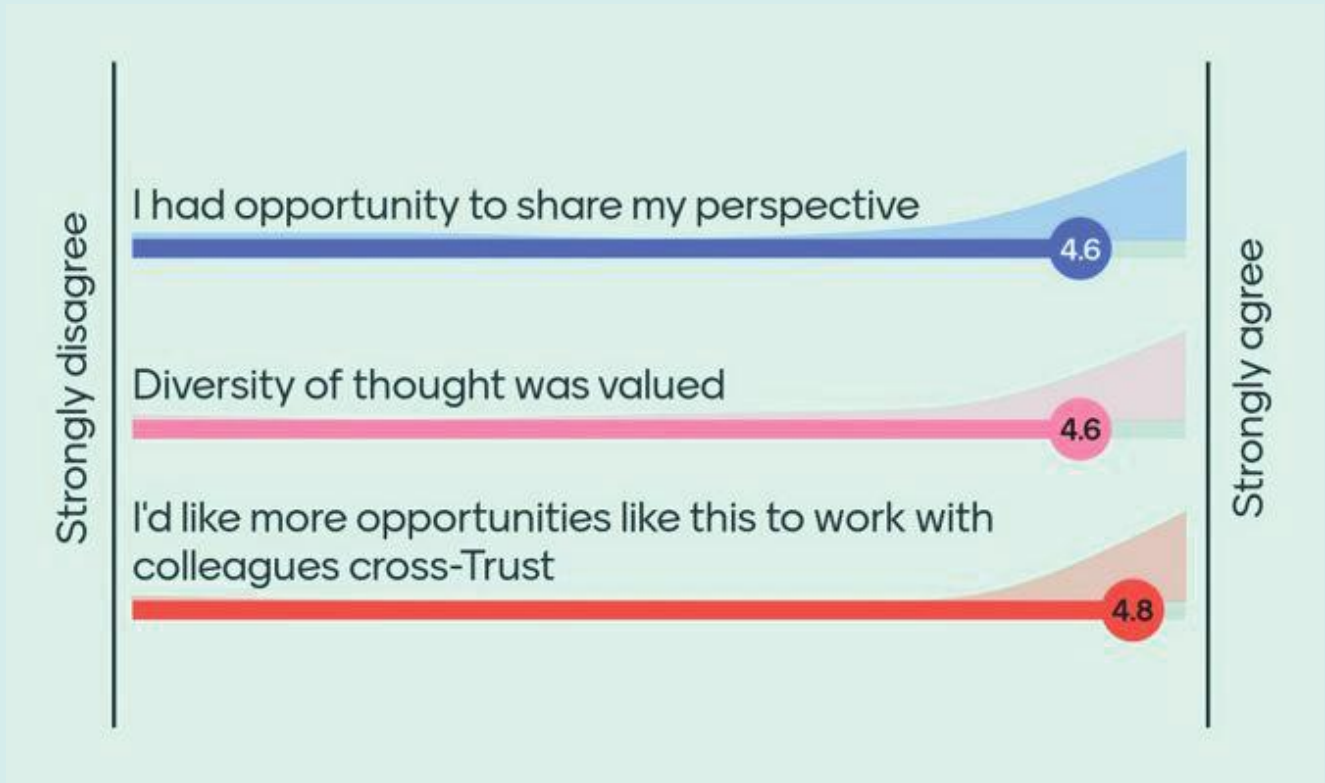 Strongly disagree
I had opportunity to share my perspective
4.6
Diversity of thought was valued
4.6
I'd like more opportunities like this to work with
colleagues cross-Trust
4.8
Strongly agree